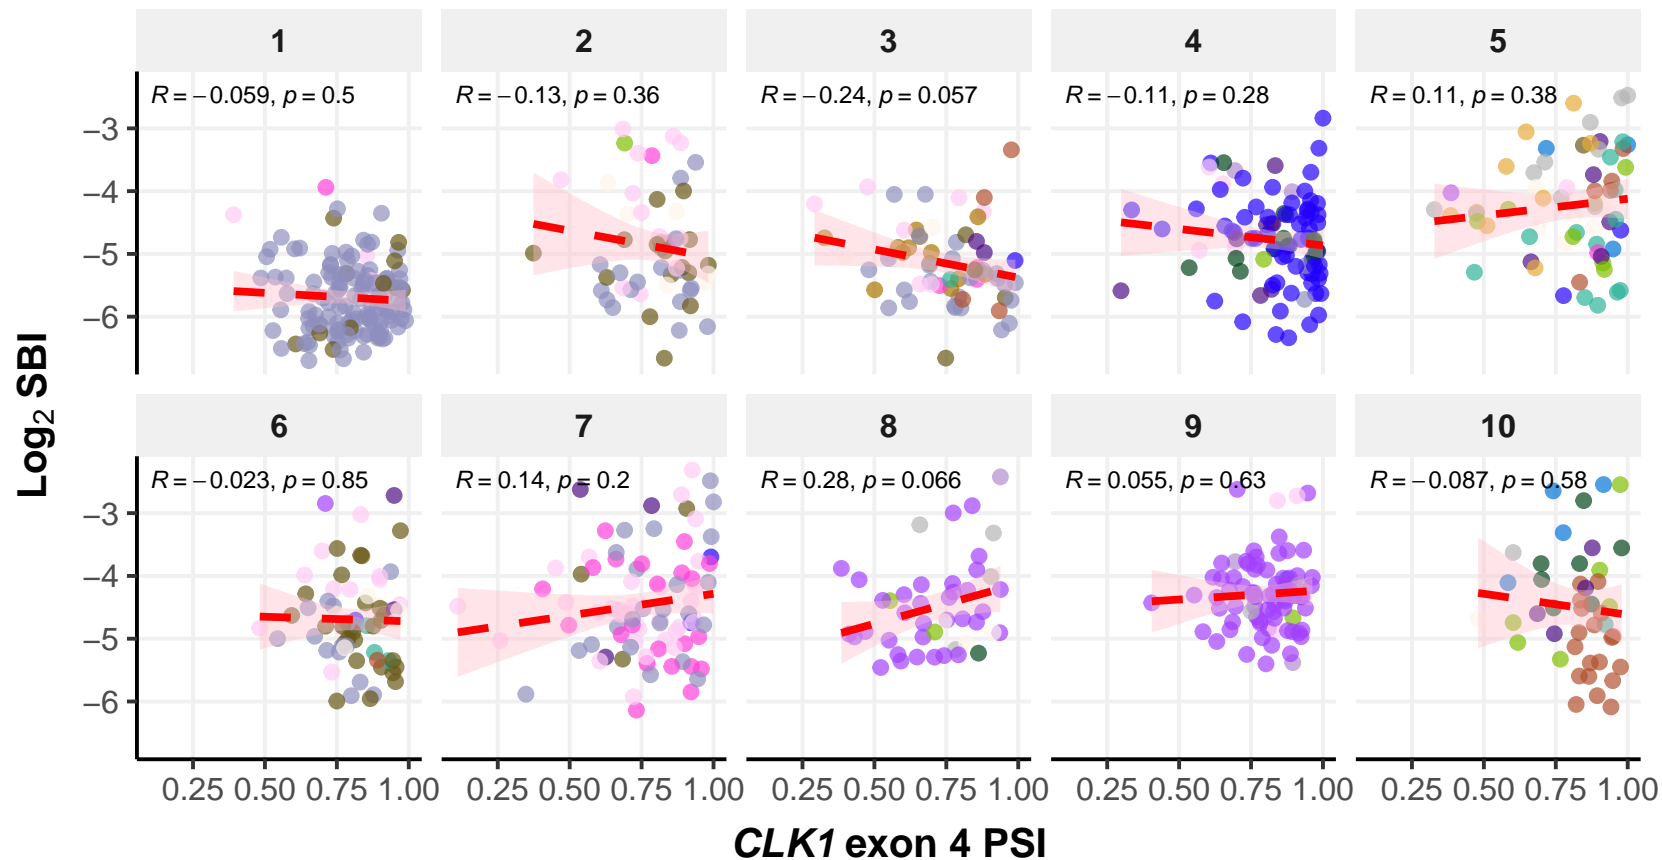 1 2 3 4 5
R = −0.059, p = 0.5 R = −0.13, p = 0.36 R = −0.24, p = 0.057 R = −0.11, p = 0.28 R = 0.11, p = 0.38
−3
−4
−5
−6
6 7 8 9 10
R = −0.023, p = 0.85 R = 0.14, p = 0.2 R = 0.28, p = 0.066 R = 0.055, p = 0.63 R = −0.087, p = 0.58
−3
−4
−5
−6
0.25 0.50 0.75 1.00 0.25 0.50 0.75 1.00 0.25 0.50 0.75 1.00 0.25 0.50 0.75 1.00 0.25 0.50 0.75 1.00
CLK1 exon 4 PSI
Log₂ SBI